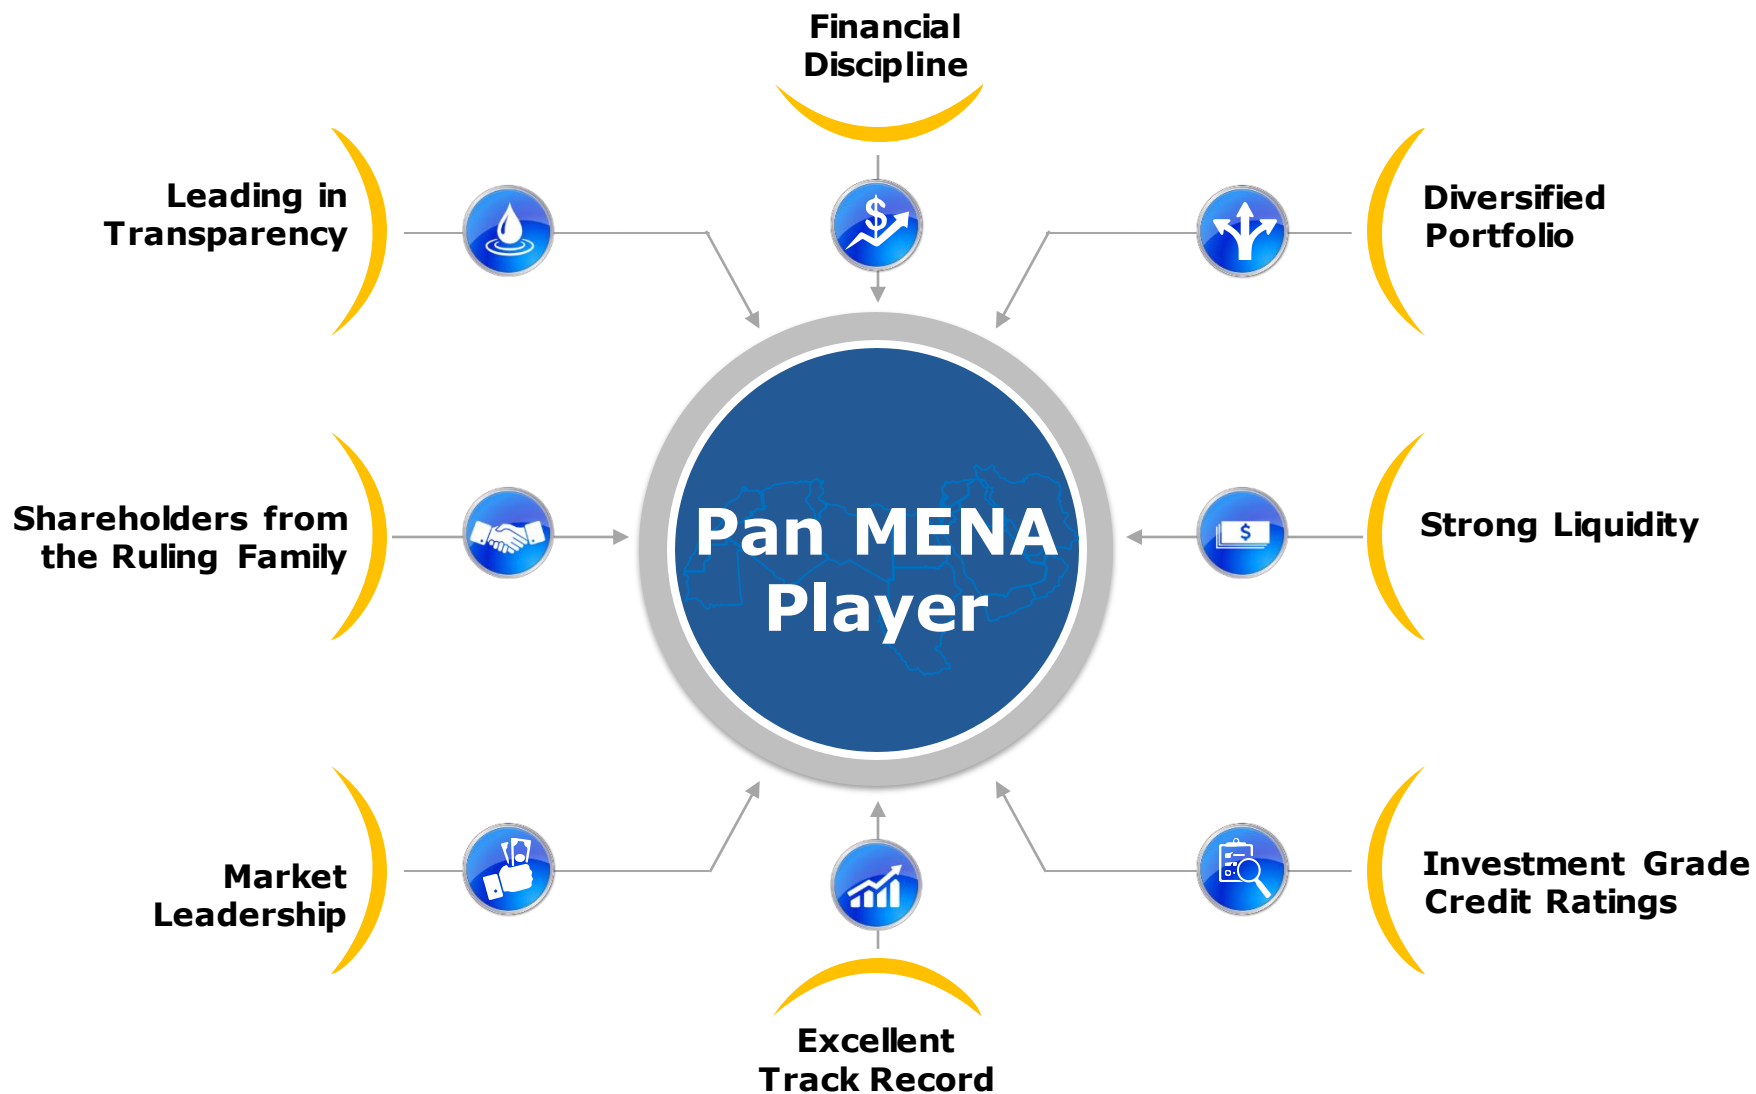 Financial
Discipline
Leading in
Transparency
Diversified
Portfolio
Shareholders from
the Ruling Family
Pan MENA
Player
Strong Liquidity
Market
Leadership
Investment Grade
Credit Ratings
Excellent
Track Record
$
$